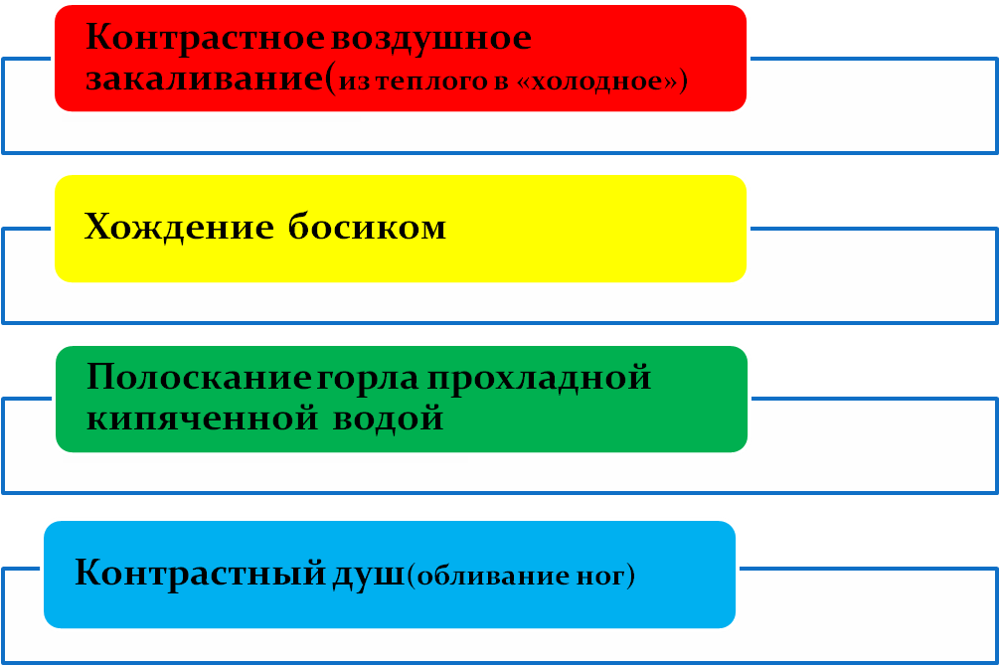 Контрастное воздушное
закаливание(из теплого в «холодное»)
Хождение босиком
Полоскание горла прохладной
кипяченной водой
Контрастный душ(обливание ног)